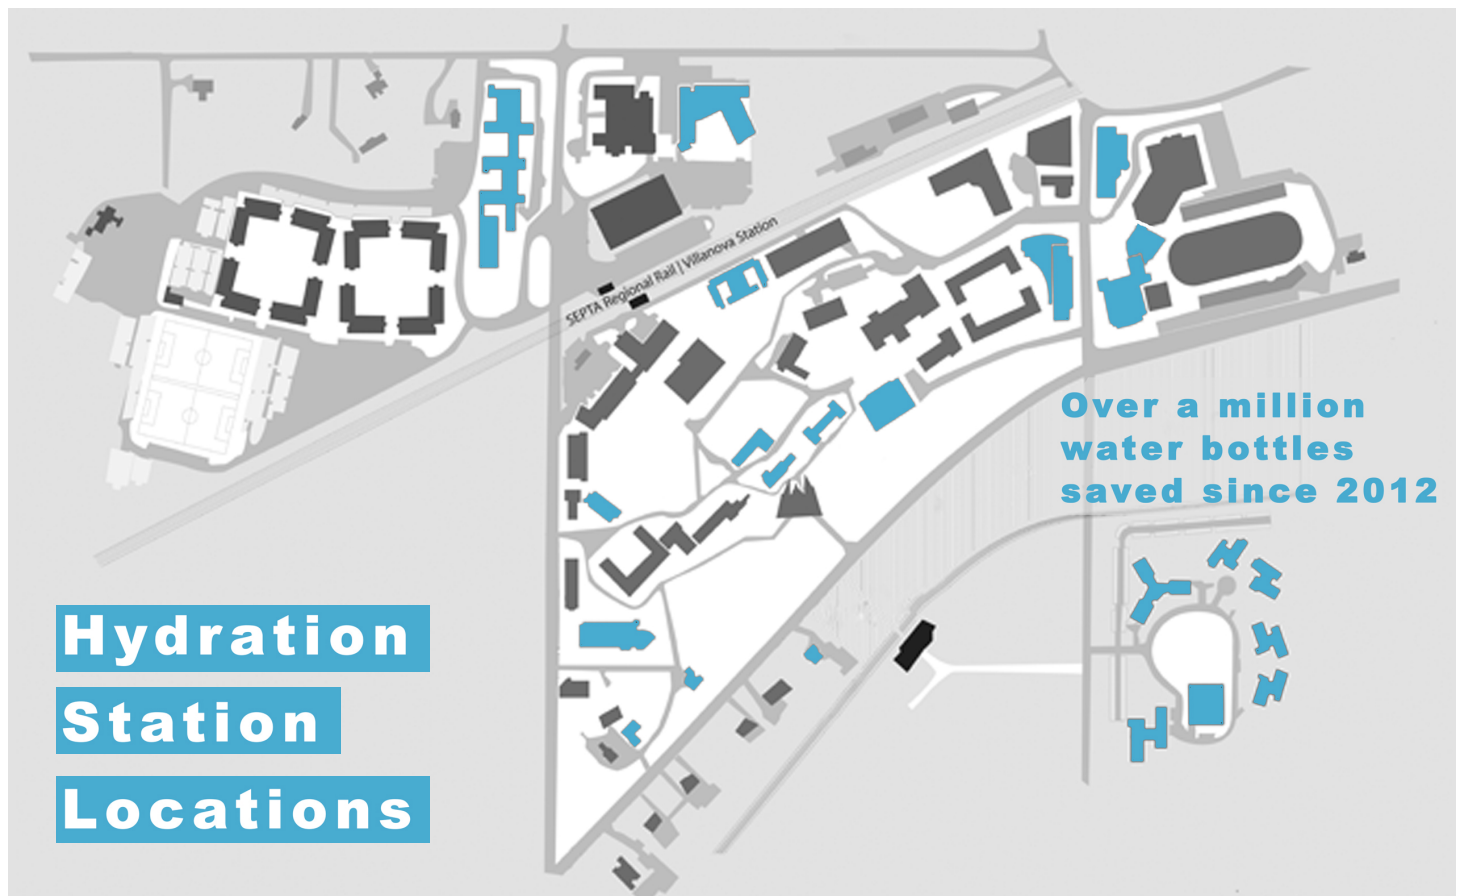 SEPTA Regional Rail | Villanova Station
Over a million
water bottles
saved since 2012
Hydration
Station
Locations